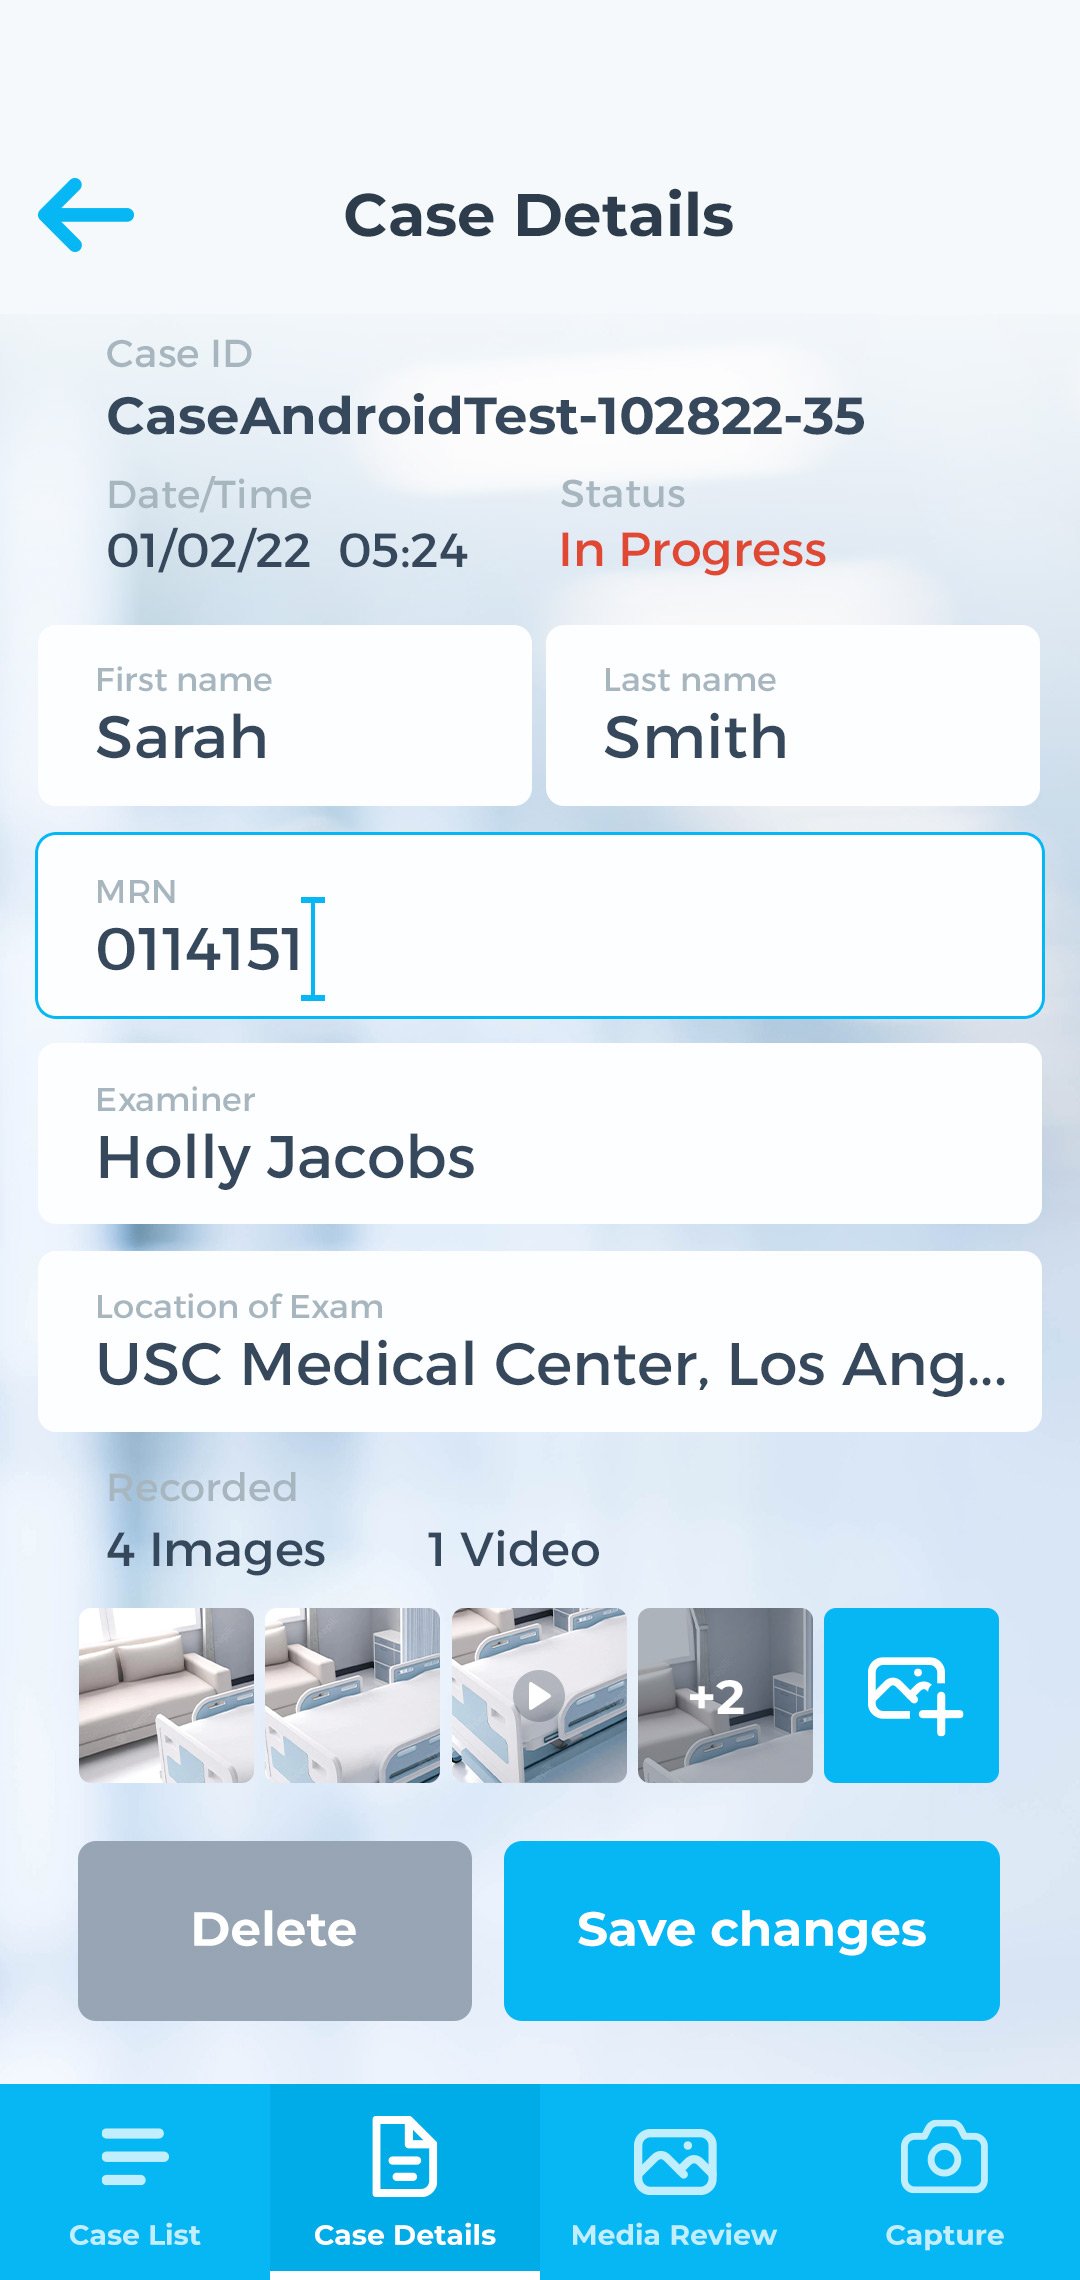 Case Details
Case ID
CaseAndroidTest-102822-35
Date/Time
Status
01/02/22 05:24
In Progress
First name
Last name
Sarah
Smith
MRN
0114151
Examiner
Holly Jacobs
Location of Exam
USC Medical Center, Los Ang...
Recorded
4 Images
1 Video
+2
Delete
Save changes
Case List
Case Details
Media Review
Capture